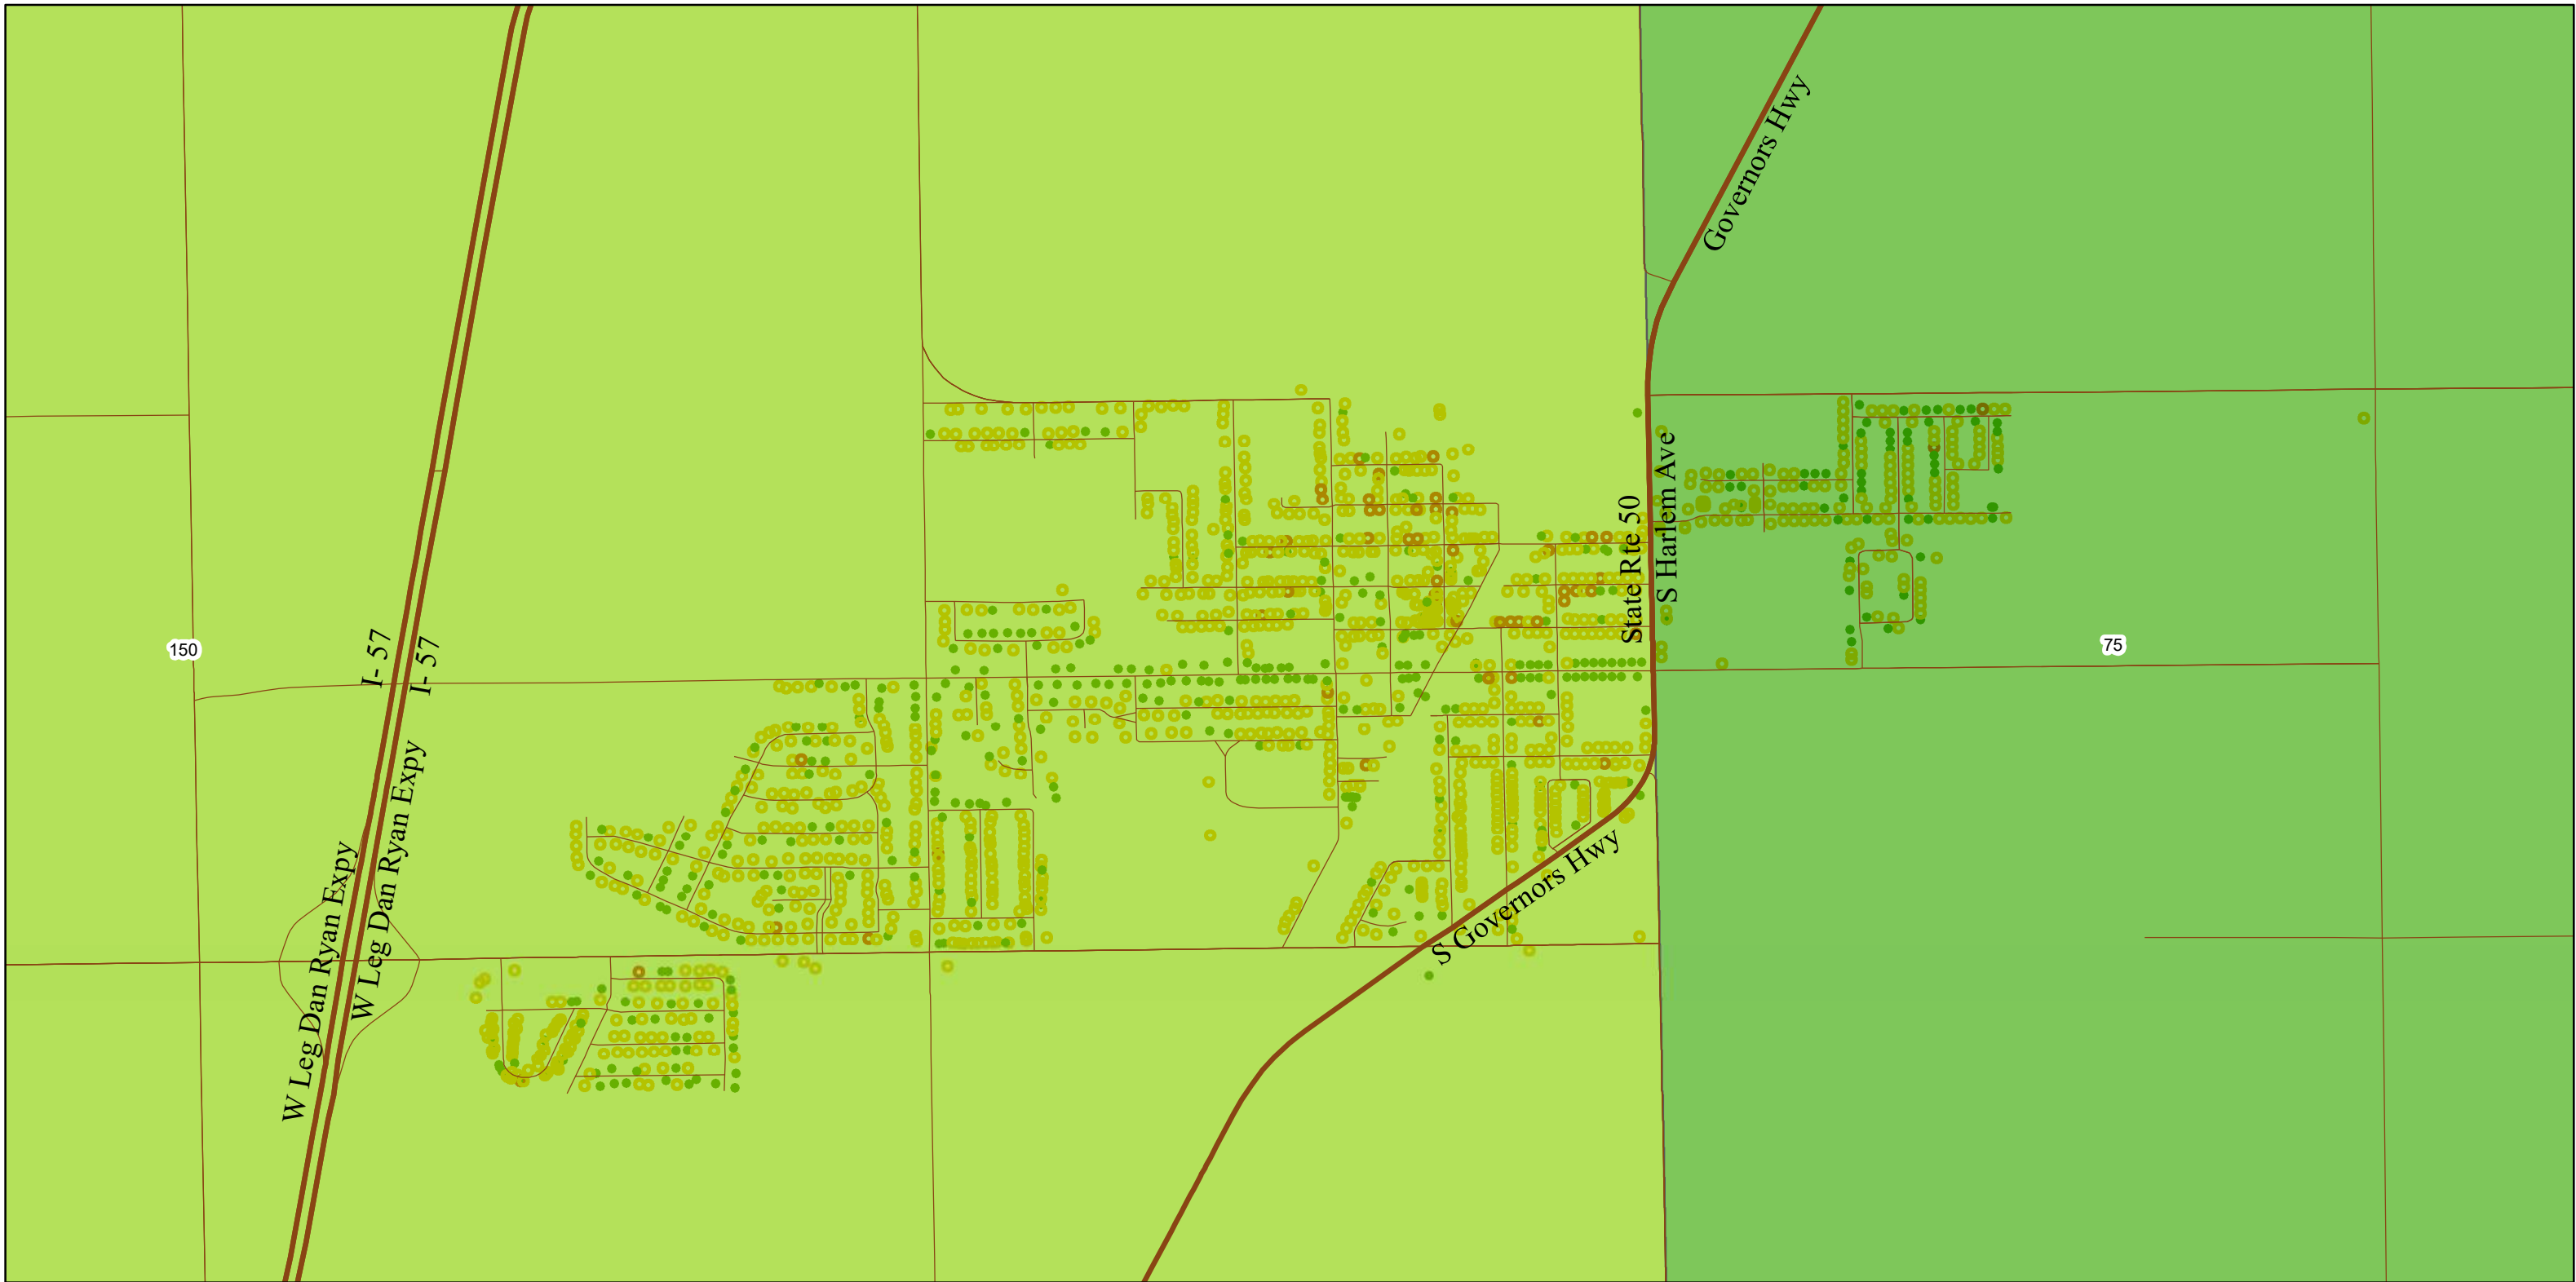 Governors Hwy
State Rte 50
S Harlem Ave
I- 57
I- 57
150
75
W Leg Dan Ryan Expy
W Leg Dan Ryan Expy
S Governors Hwy